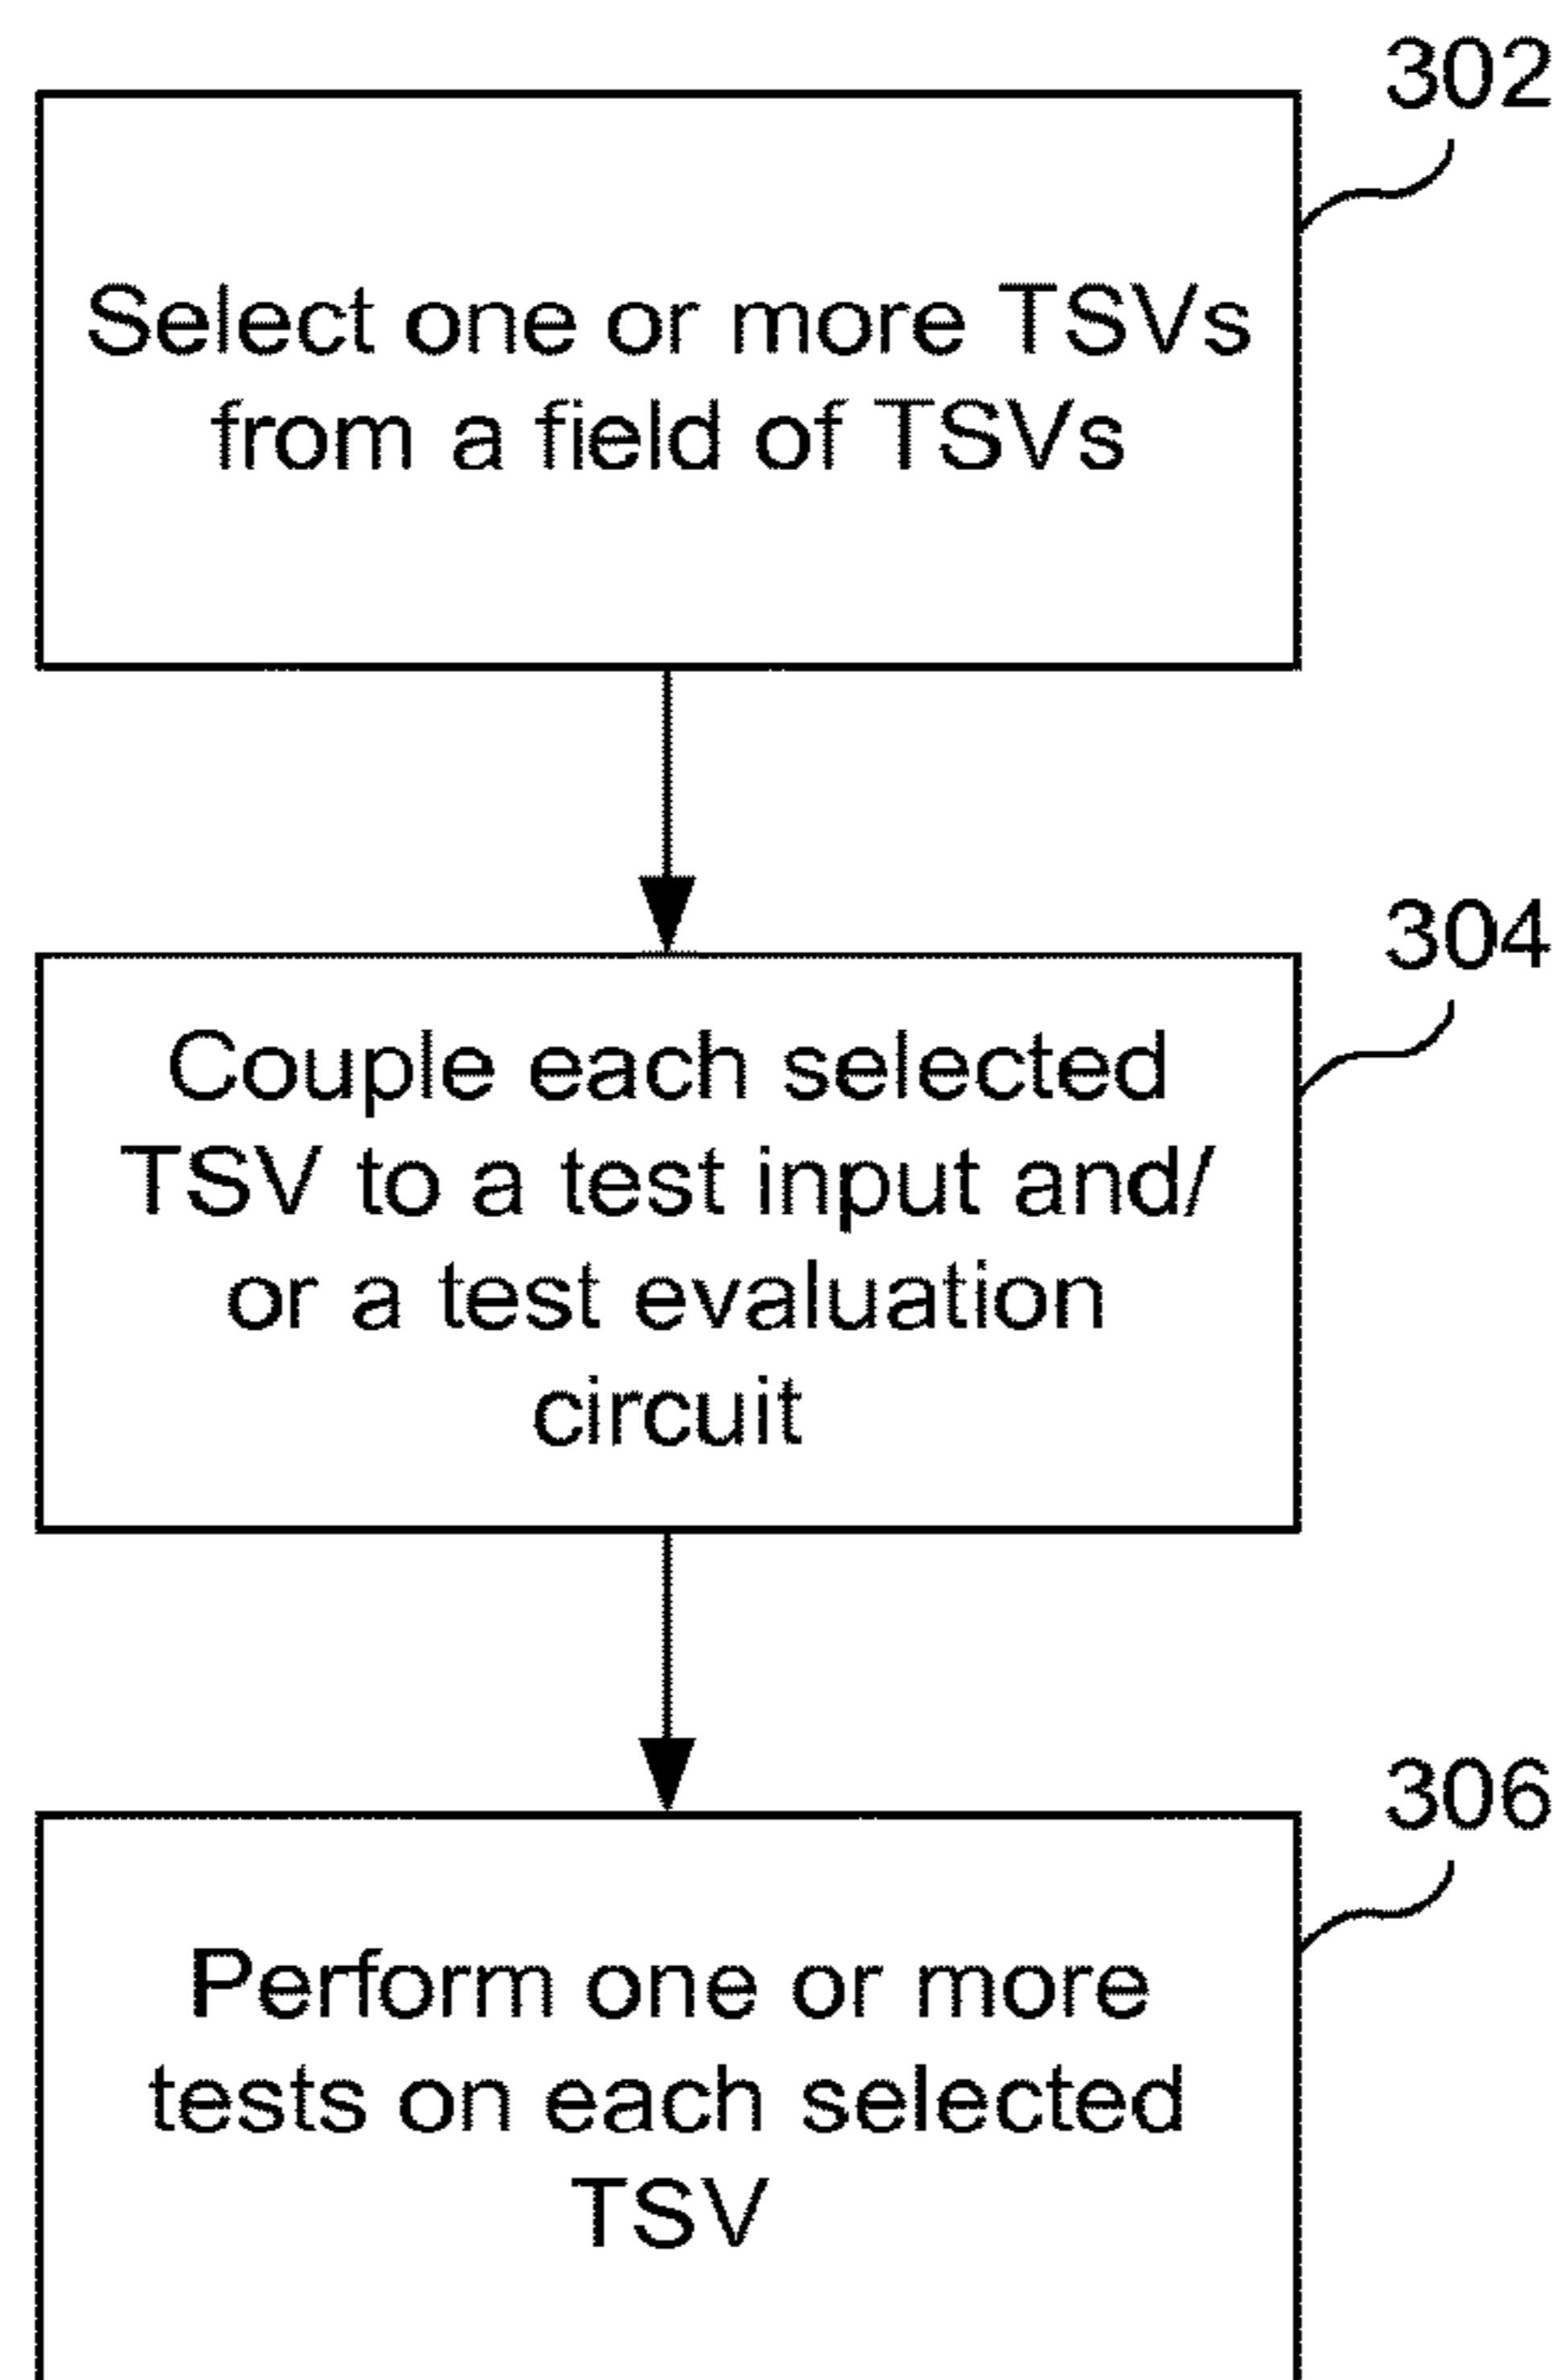 302
Select one or more TSVs
from a field of TSVs
304
Couple each selected
TSV to a test input and/
or a test evaluation
circuit
306
Perform one or more
tests on each selected
TSV